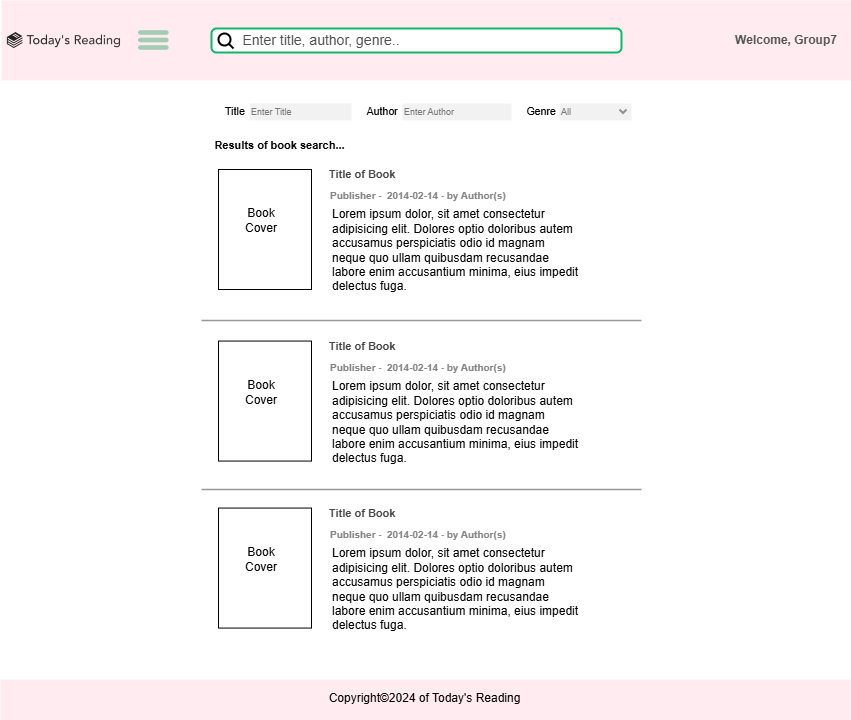 Today's Reading
Enter title, author, genre..
Welcome, Group7
Title Enter Title Author Enter Author Genre All
Results of book search...
Book
Cover
Title of Book
Publisher - 2014-02-14 - by Author(s)
Lorem ipsum dolor, sit amet consectetur
adipisicing elit. Dolores optio doloribus autem
accusamus perspiciatis odio id magnam
neque quo ullam quibusdam recusandae
labore enim accusantium minima, eius impedit
delectus fuga.
Book
Cover
Title of Book
Publisher - 2014-02-14 - by Author(s)
Lorem ipsum dolor, sit amet consectetur
adipisicing elit. Dolores optio doloribus autem
accusamus perspiciatis odio id magnam
neque quo ullam quibusdam recusandae
labore enim accusantium minima, eius impedit
delectus fuga.
Book
Cover
Title of Book
Publisher - 2014-02-14 - by Author(s)
Lorem ipsum dolor, sit amet consectetur
adipisicing elit. Dolores optio doloribus autem
accusamus perspiciatis odio id magnam
neque quo ullam quibusdam recusandae
labore enim accusantium minima, eius impedit
delectus fuga.
Copyright©2024 of Today's Reading